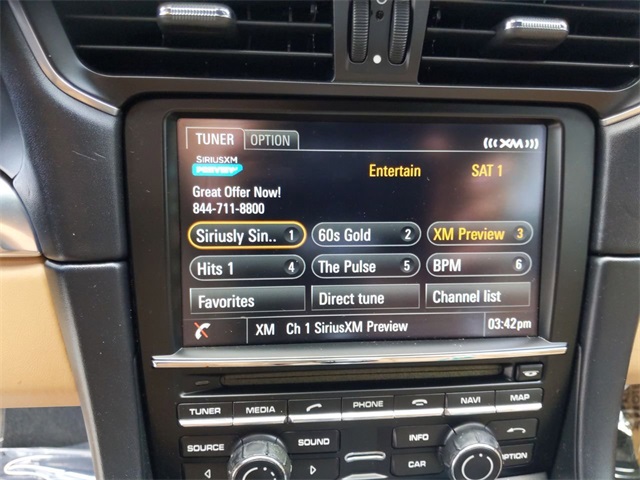 TUNER OPTION
(((XM)))
SIRIUSXM
PREVIEW
Entertain SAT 1
Great Offer Now!
844-711-8800
Siriusly Sin.. 1 60s Gold 2 XM Preview 3
Hits 1 4 The Pulse 5 BPM 6
Favorites Direct tune Channel list
XM Ch 1 SiriusXM Preview 03:42pm
TUNER MEDIA PHONE NAVI MAP
SOURCE SOUND INFO
CAR OPTION